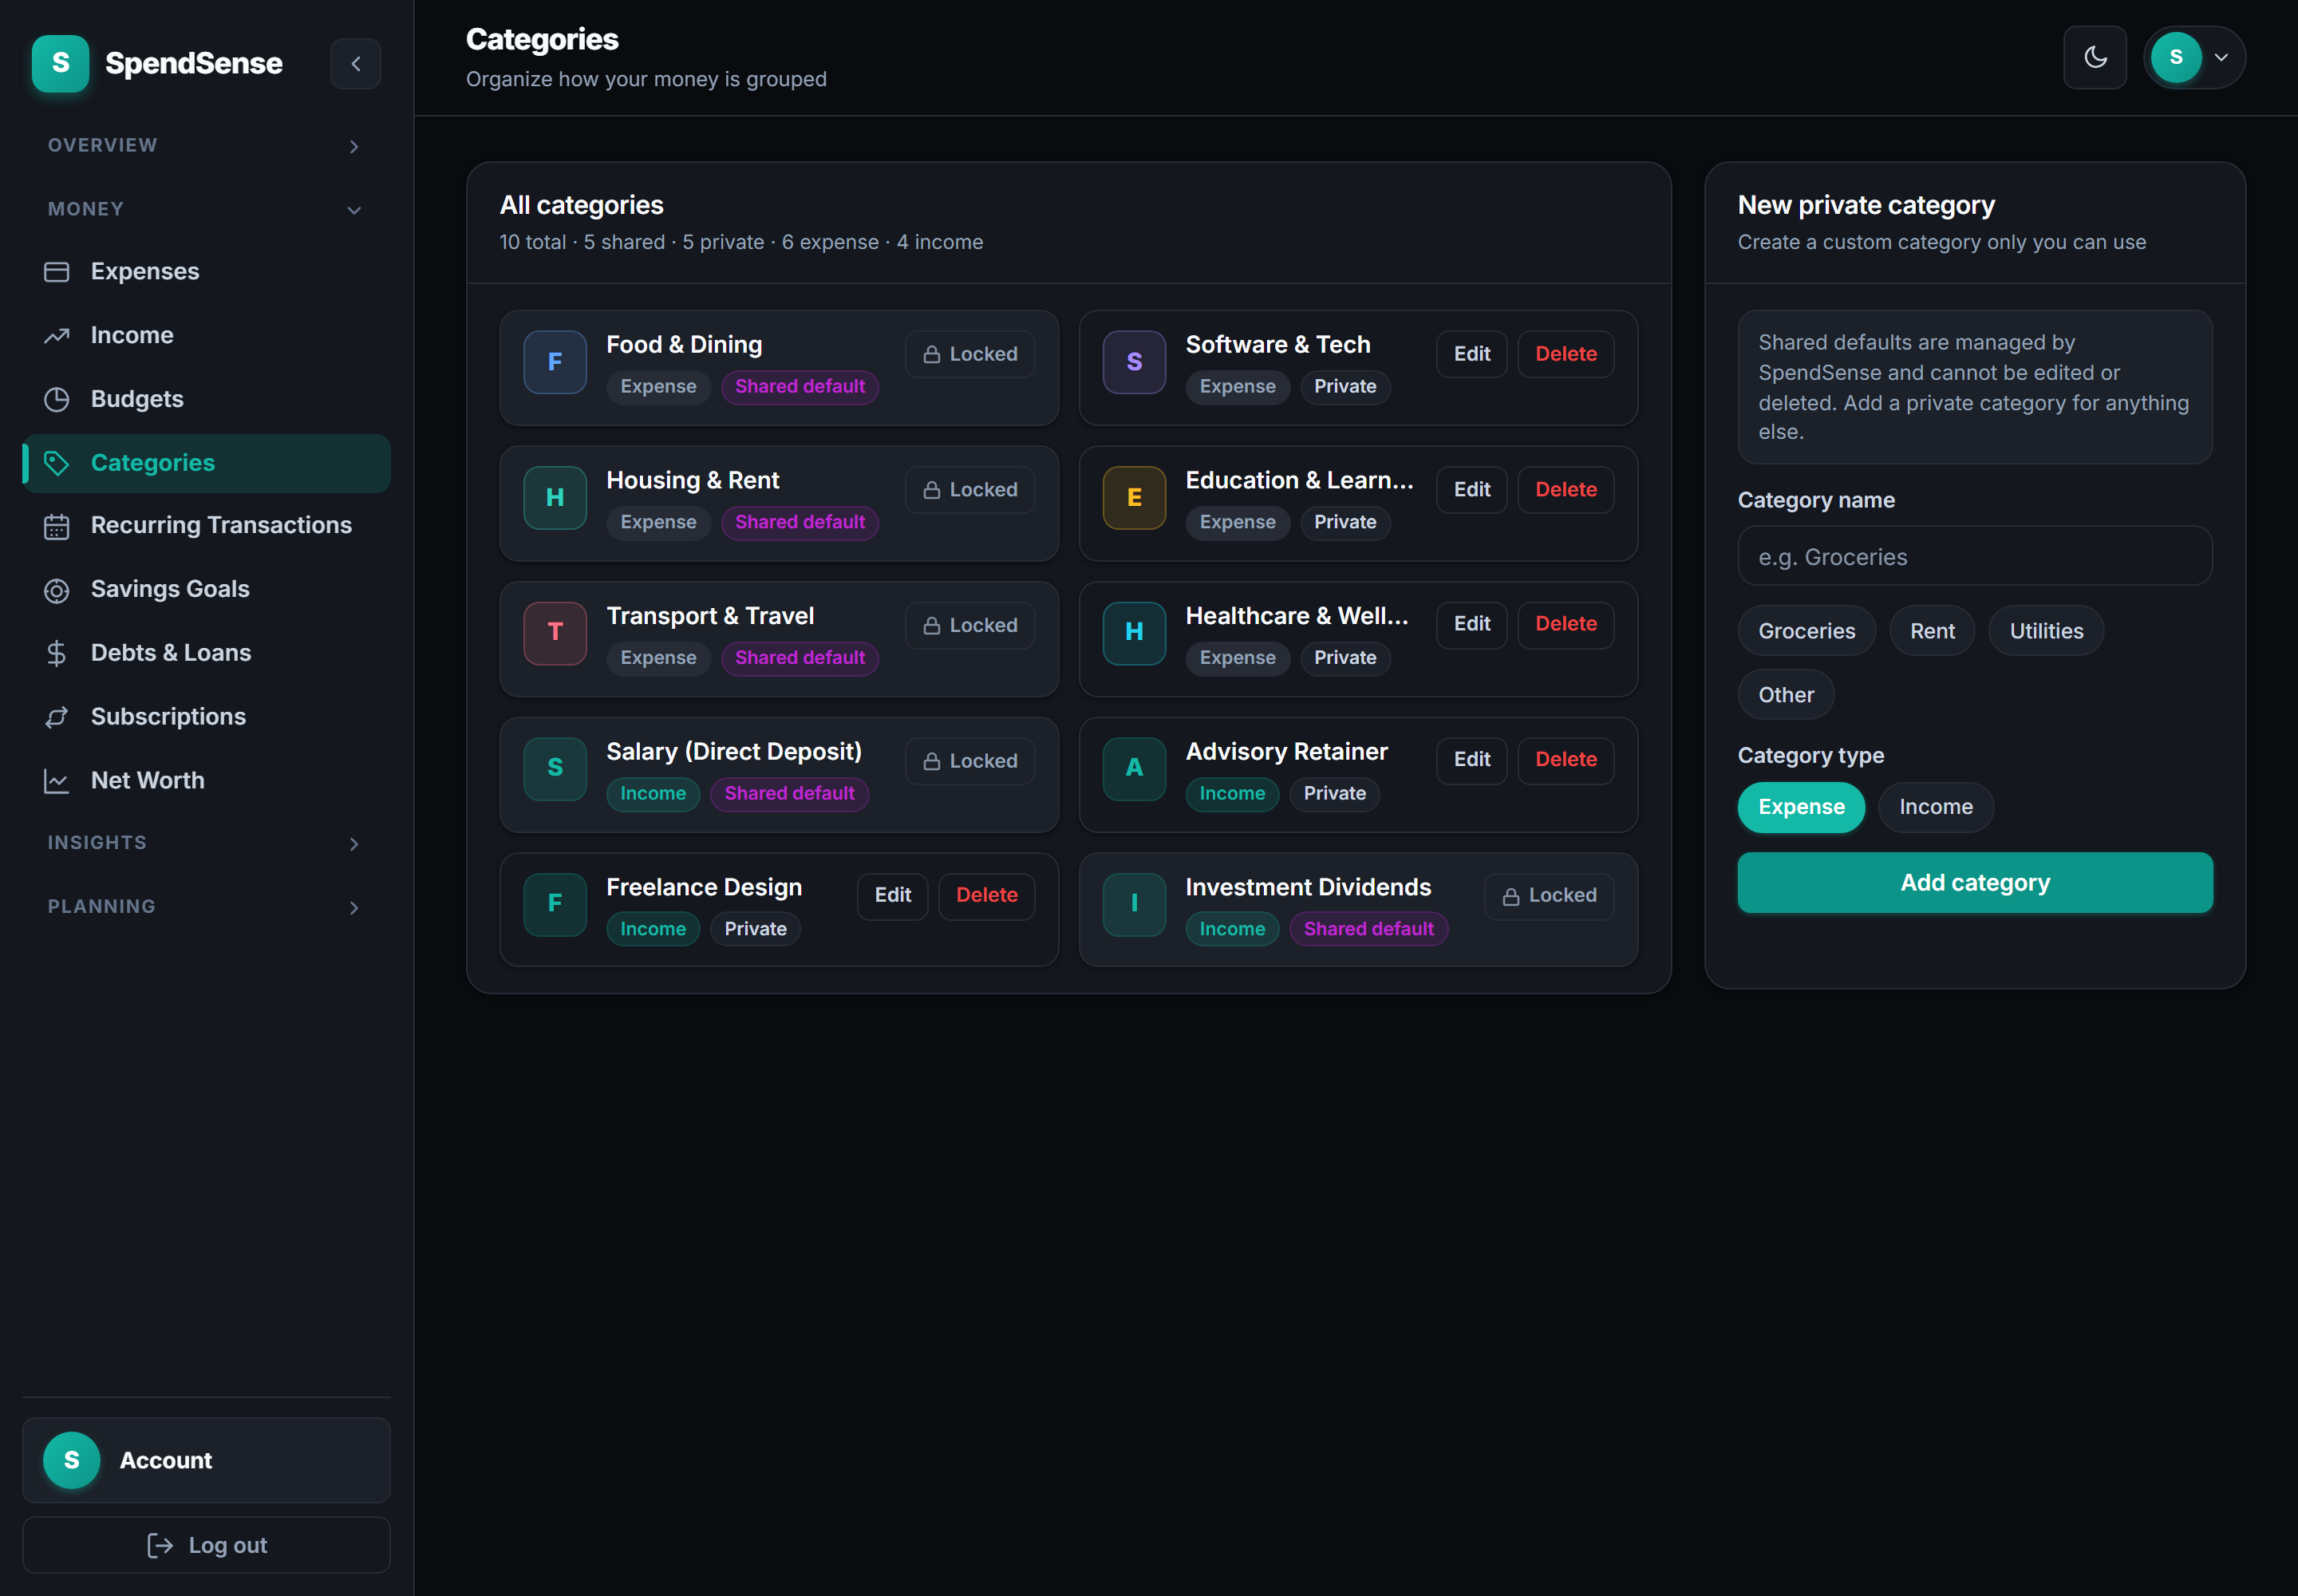 S SpendSense
OVERVIEW
MONEY
Expenses
Income
Budgets
Categories
Recurring Transactions
Savings Goals
Debts & Loans
Subscriptions
Net Worth
INSIGHTS
PLANNING
S Account
Log out
Categories
Organize how your money is grouped
S
All categories
10 total · 5 shared · 5 private · 6 expense · 4 income
F Food & Dining Locked
Expense Shared default
S Software & Tech Edit Delete
Expense Private
H Housing & Rent Locked
Expense Shared default
E Education & Learn... Edit Delete
Expense Private
T Transport & Travel Locked
Expense Shared default
H Healthcare & Well... Edit Delete
Expense Private
S Salary (Direct Deposit) Locked
Income Shared default
A Advisory Retainer Edit Delete
Income Private
F Freelance Design Edit Delete
Income Private
I Investment Dividends Locked
Income Shared default
New private category
Create a custom category only you can use
Shared defaults are managed by
SpendSense and cannot be edited or
deleted. Add a private category for anything
else.
Category name
e.g. Groceries
Groceries Rent Utilities
Other
Category type
Expense Income
Add category